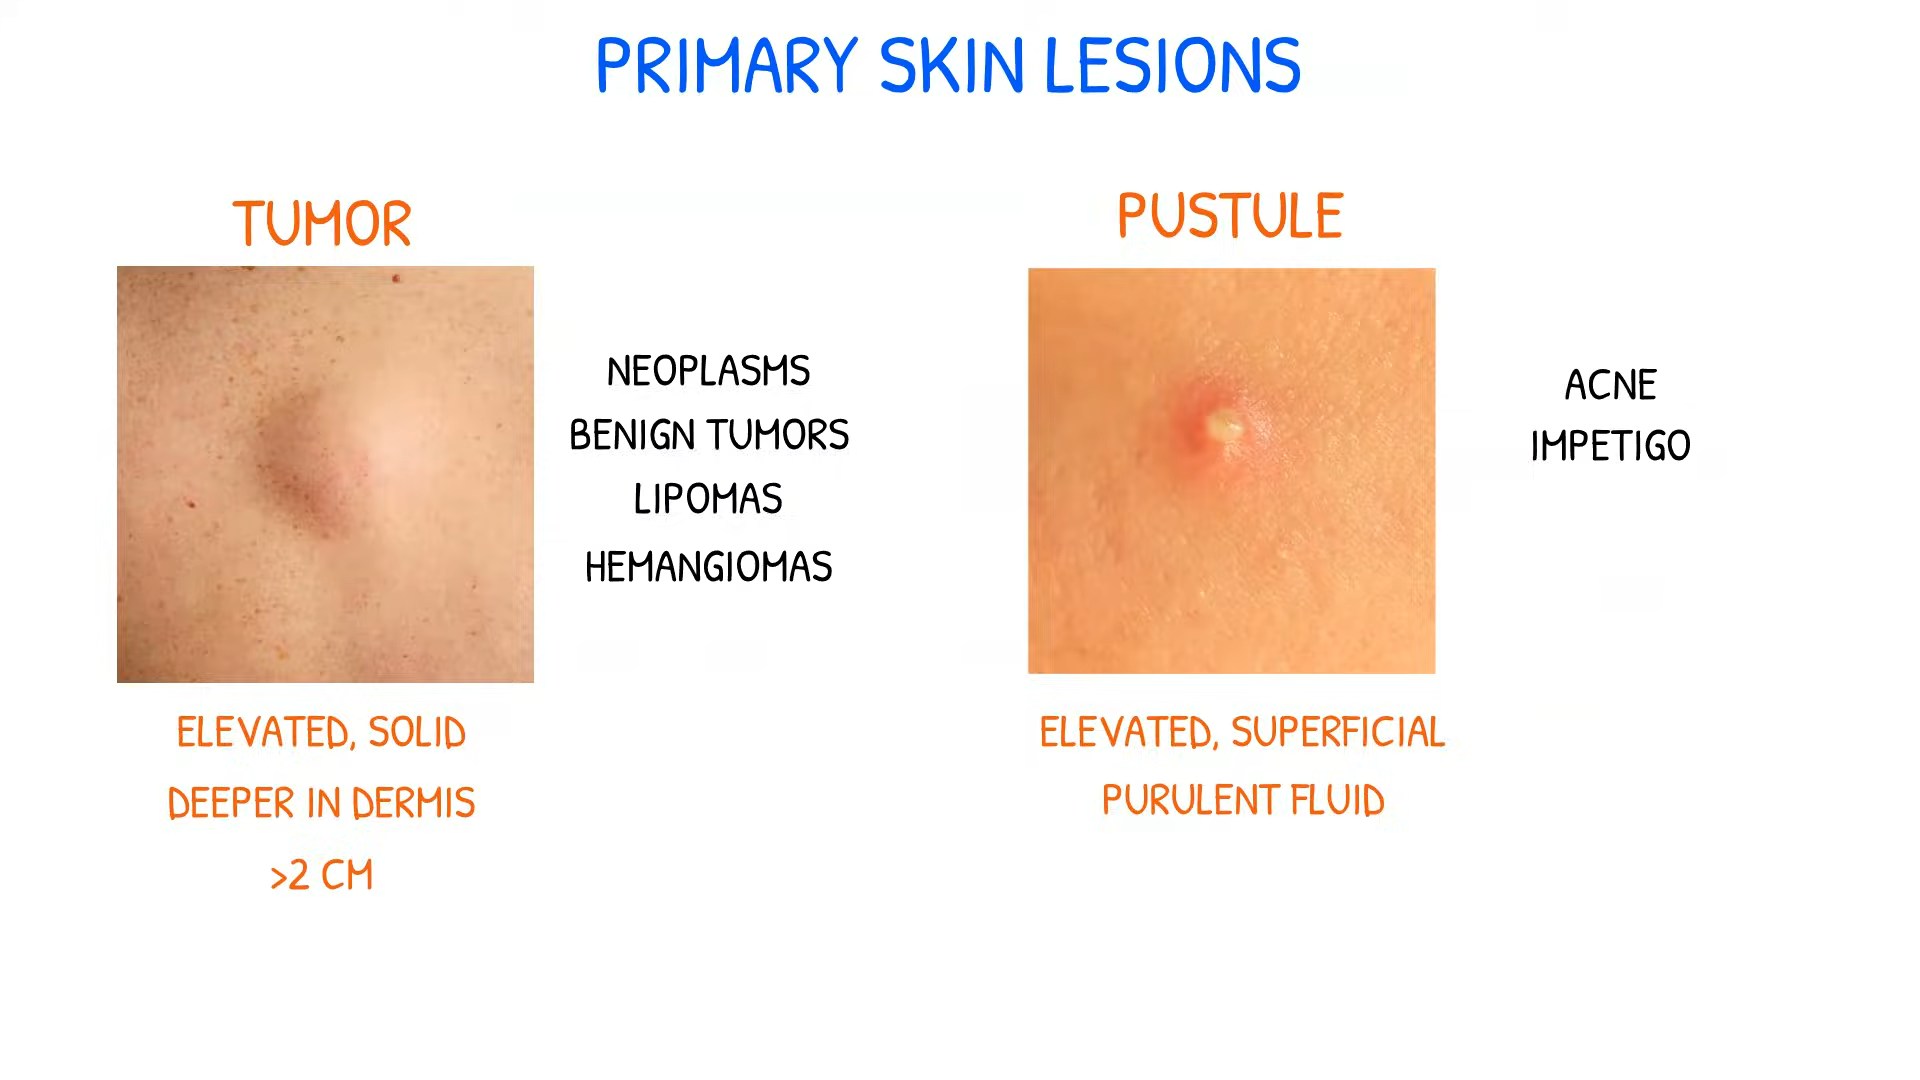 PRIMARY SKIN LESIONS
TUMOR
NEOPLASMS
BENIGN TUMORS
LIPOMAS
HEMANGIOMAS
ELEVATED, SOLID
DEEPER IN DERMIS
>2 CM
PUSTULE
ACNE
IMPETIGO
ELEVATED, SUPERFICIAL
PURULENT FLUID